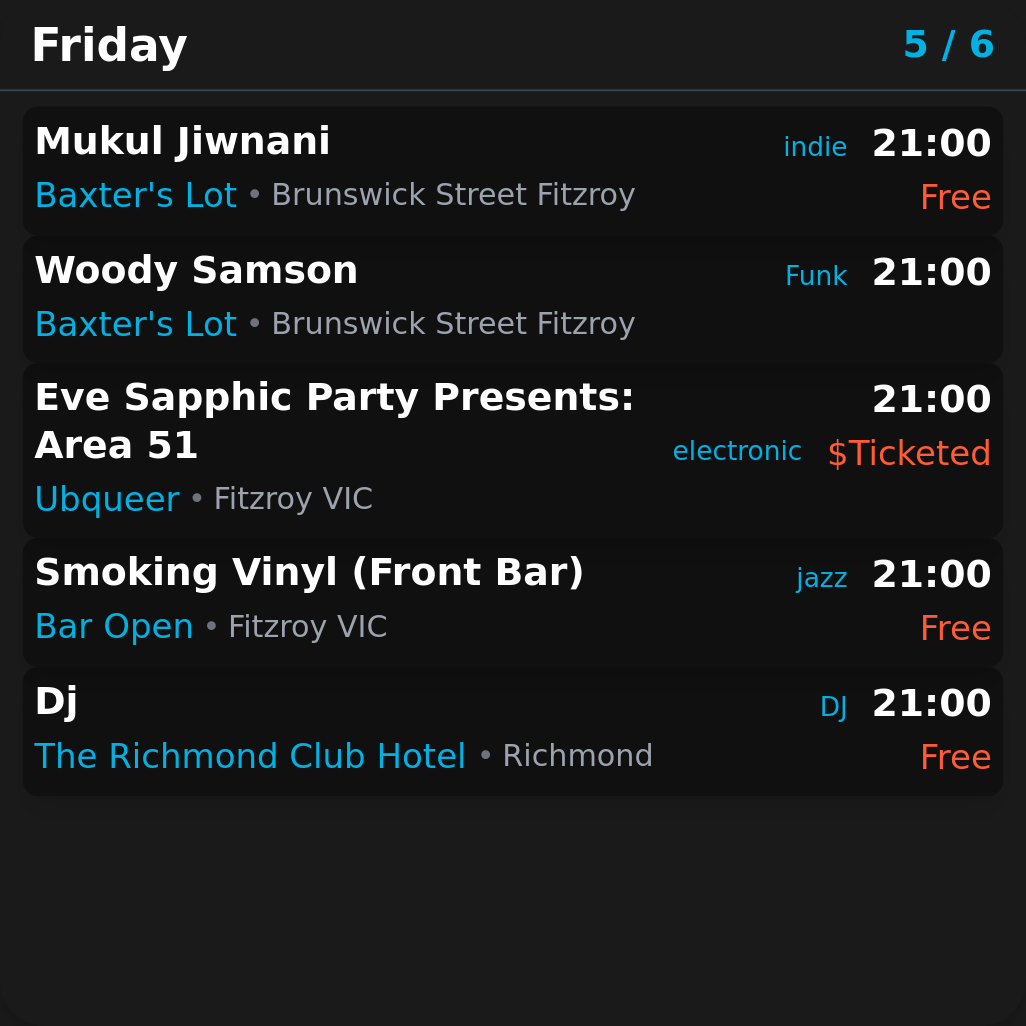 Friday 5 / 6
Mukul Jiwnani indie 21:00
Baxter's Lot • Brunswick Street Fitzroy Free
Woody Samson Funk 21:00
Baxter's Lot • Brunswick Street Fitzroy
Eve Sapphic Party Presents: 21:00
Area 51 electronic $Ticketed
Ubqueer • Fitzroy VIC
Smoking Vinyl (Front Bar) jazz 21:00
Bar Open • Fitzroy VIC Free
Dj DJ 21:00
The Richmond Club Hotel • Richmond Free